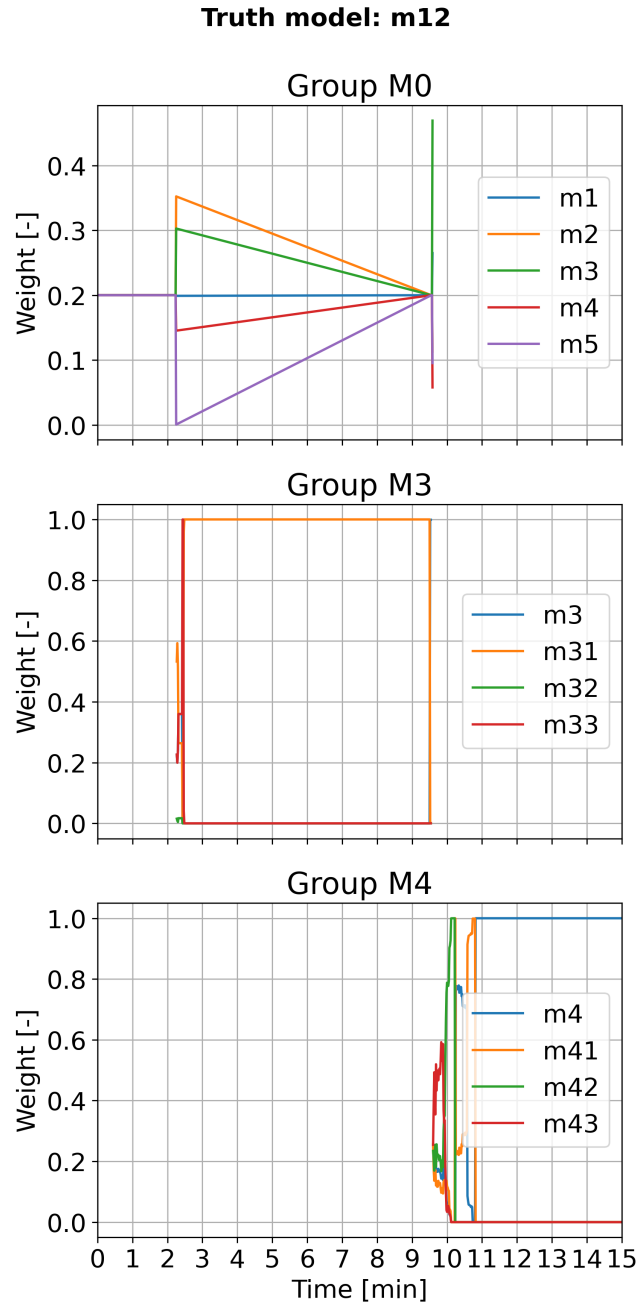 Truth model: m12
Group M0
Weight [-]
0.4
0.3
0.2
0.1
0.0
m1
m2
m3
m4
m5
Group M3
Weight [-]
1.0
0.8
0.6
0.4
0.2
0.0
m3
m31
m32
m33
Group M4
Weight [-]
1.0
0.8
0.6
0.4
0.2
0.0
m4
m41
m42
m43
0 1 2 3 4 5 6 7 8 9 10 11 12 13 14 15
Time [min]